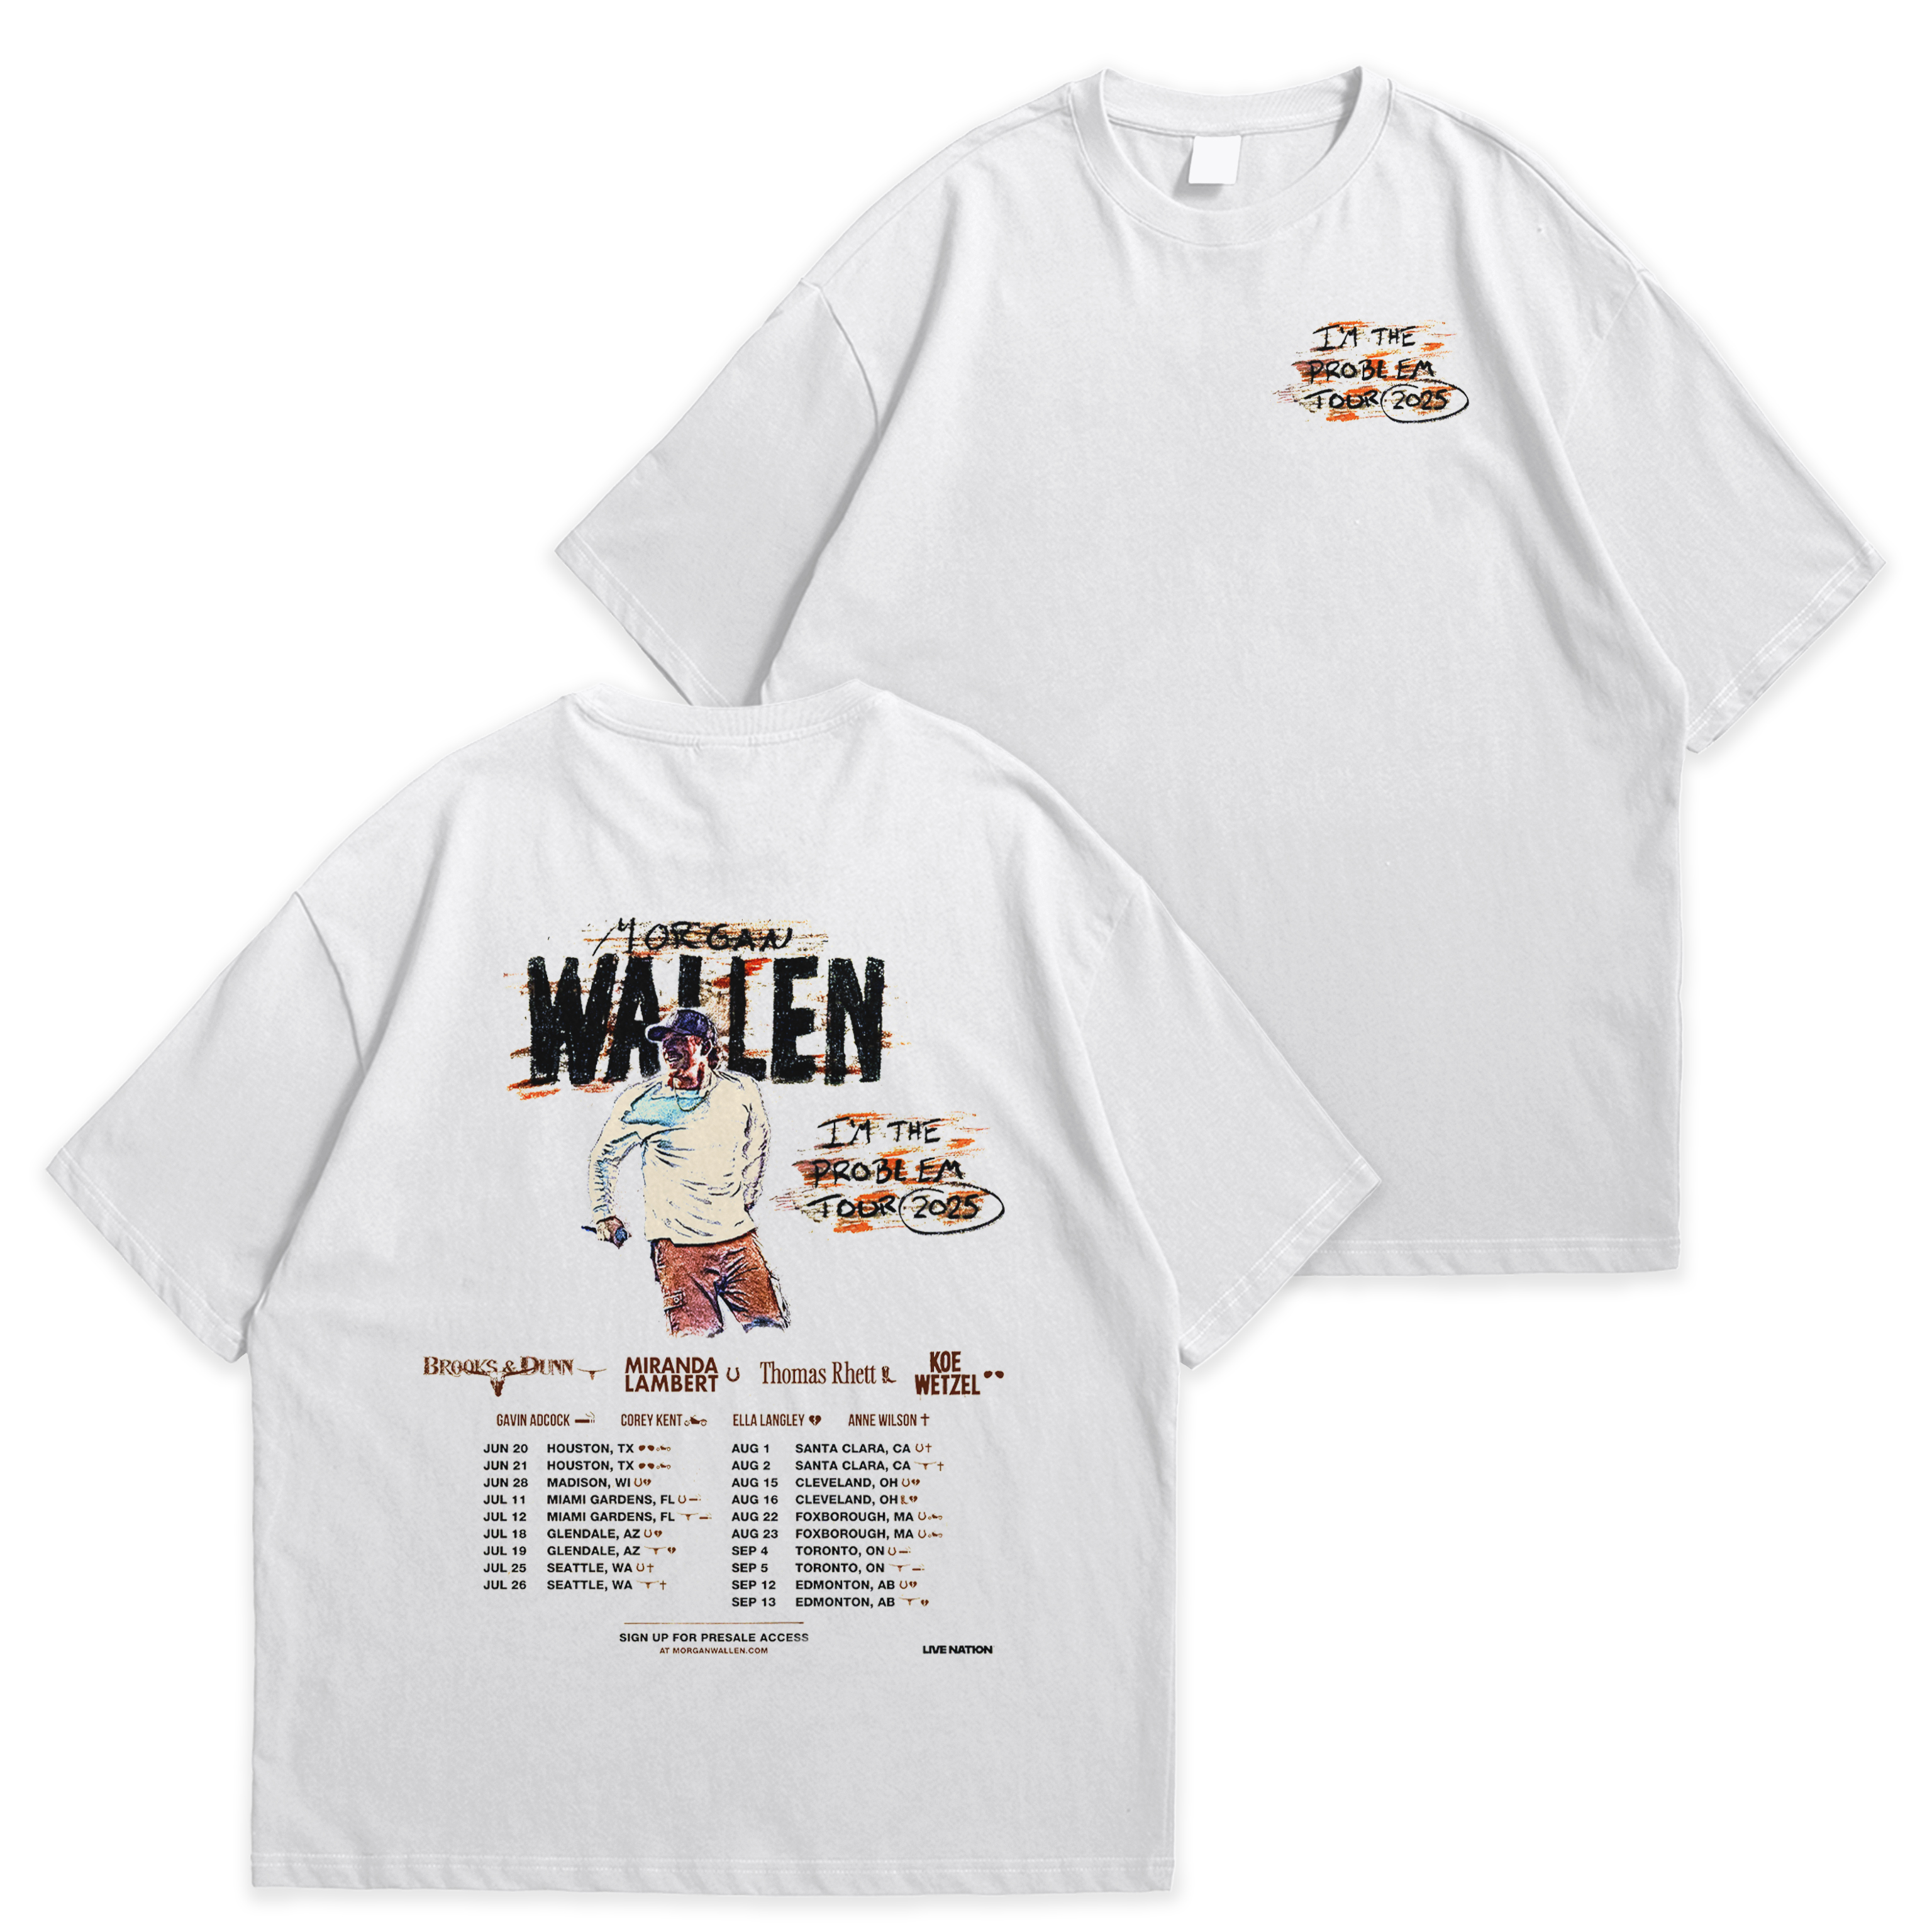 I'M THE
PROBLEM
TOUR 2025
MORGAN
WALLEN
I'M THE
PROBLEM
TOUR 2025
BROOKS & DUNN
MIRANDA
LAMBERT
Thomas Rhett
KOE
WETZEL
GAVIN ADCOCK COREY KENT ELLA LANGLEY ANNE WILSON
JUN 20 HOUSTON, TX
JUN 21 HOUSTON, TX
JUN 28 MADISON, WI
JUL 11 MIAMI GARDENS, FL
JUL 12 MIAMI GARDENS, FL
JUL 18 GLENDALE, AZ
JUL 19 GLENDALE, AZ
JUL 25 SEATTLE, WA
JUL 26 SEATTLE, WA
AUG 1 SANTA CLARA, CA
AUG 2 SANTA CLARA, CA
AUG 15 CLEVELAND, OH
AUG 16 CLEVELAND, OH
AUG 22 FOXBOROUGH, MA
AUG 23 FOXBOROUGH, MA
SEP 4 TORONTO, ON
SEP 5 TORONTO, ON
SEP 12 EDMONTON, AB
SEP 13 EDMONTON, AB
SIGN UP FOR PRESALE ACCESS
AT MORGANWALLEN.COM
LIVE NATION